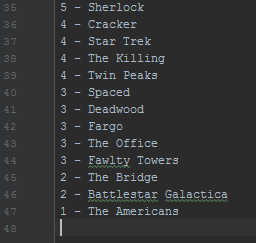 35 5 - Sherlock
36 4 - Cracker
37 4 - Star Trek
38 4 - The Killing
39 4 - Twin Peaks
40 3 - Spaced
41 3 - Deadwood
42 3 - Fargo
43 3 - The Office
44 3 - Fawlty Towers
45 2 - The Bridge
46 2 - Battlestar Galactica
47 1 - The Americans
48